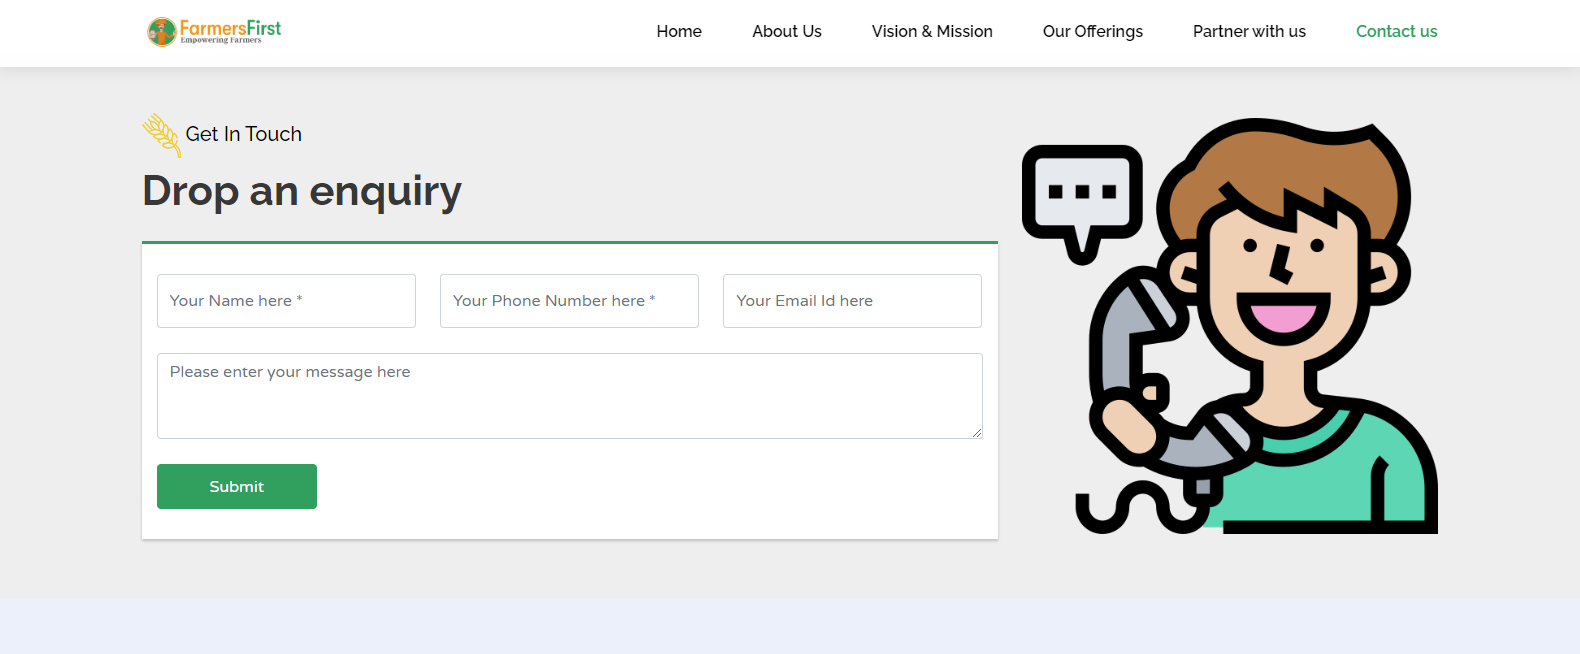 FarmersFirst
Empowering Farmers
Home About Us Vision & Mission Our Offerings Partner with us Contact us
Get In Touch
Drop an enquiry
Your Name here * Your Phone Number here * Your Email Id here
Please enter your message here
Submit